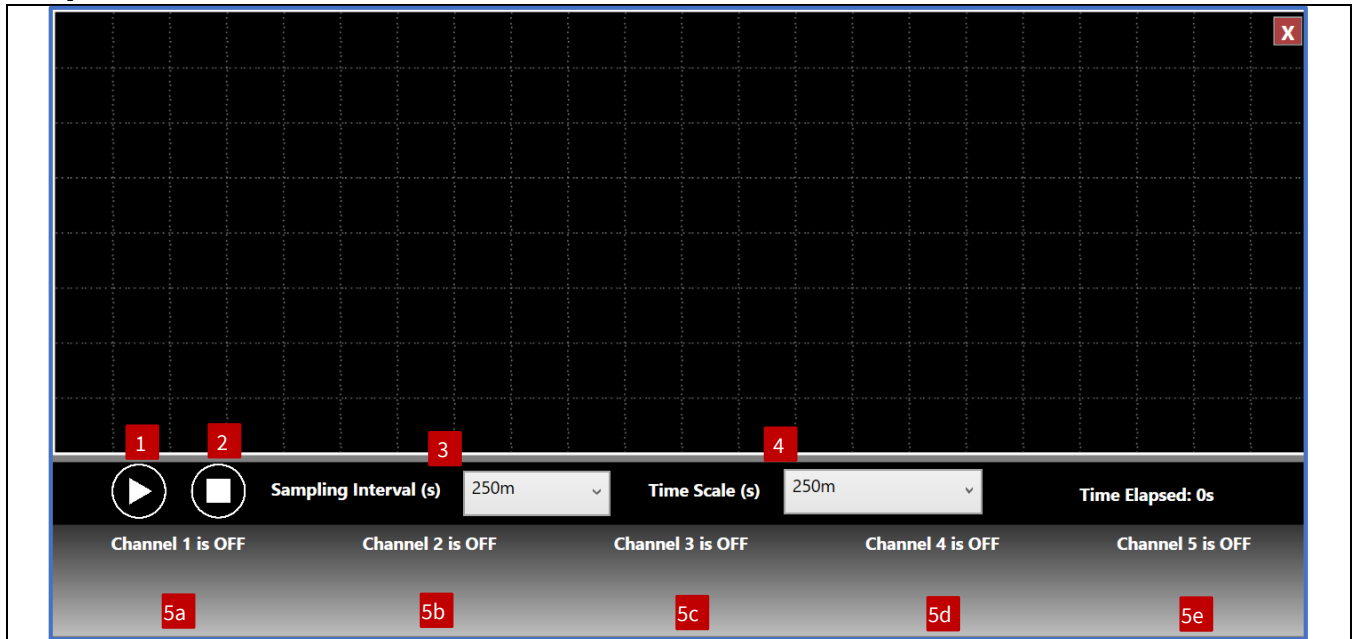 X
1
2
3
4
Sampling Interval (s)
250m
Time Scale (s)
250m
Time Elapsed: 0s
Channel 1 is OFF
Channel 2 is OFF
Channel 3 is OFF
Channel 4 is OFF
Channel 5 is OFF
5a
5b
5c
5d
5e